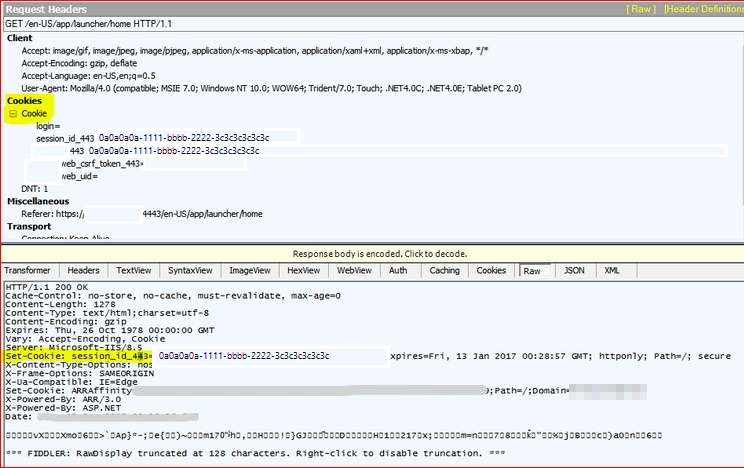 Request Headers [ Raw ] [Header Definitions
GET /en-US/app/launcher/home HTTP/1.1
Client
Accept: image/gif, image/jpeg, image/pjpeg, application/x-ms-application, application/xaml+xml, application/x-ms-xbap, */*
Accept-Encoding: gzip, deflate
Accept-Language: en-US,en;q=0.5
User-Agent: Mozilla/4.0 (compatible; MSIE 7.0; Windows NT 10.0; WOW64; Trident/7.0; Touch; .NET4.0C; .NET4.0E; Tablet PC 2.0)
Cookies
Cookie
login=
session_id_443 0a0a0a0a-1111-bbbb-2222-3c3c3c3c3c3c
443 0a0a0a0a-1111-bbbb-2222-3c3c3c3c3c3c
web_csrf_token_443=
web_uid=
DNT: 1
Miscellaneous
Referer: https:/ 4443/en-US/app/launcher/home
Transport
Connection: Keep-Alive
Response body is encoded. Click to decode.
Transformer Headers TextView SyntaxView ImageView HexView WebView Auth Caching Cookies Raw JSON XML
HTTP/1.1 200 OK
Cache-Control: no-store, no-cache, must-revalidate, max-age=0
Content-Length: 1278
Content-Type: text/html;charset=utf-8
Content-Encoding: gzip
Expires: Thu, 26 Oct 1978 00:00:00 GMT
Vary: Accept-Encoding, Cookie
Server: Microsoft-IIS/8.5
Set-Cookie: session_id_443= 0a0a0a0a-1111-bbbb-2222-3c3c3c3c3c3c xpires=Fri, 13 Jan 2017 00:28:57 GMT; httponly; Path=/; secure
X-Content-Type-Options: nos
X-Frame-Options: SAMEORIGIN
X-Ua-Compatible: IE=Edge
Set-Cookie: ARRAffinity ;Path=/;Domain=
X-Powered-By: ARR/3.0
X-Powered-By: ASP.NET
Date:
*** FIDDLER: RawDisplay truncated at 128 characters. Right-click to disable truncation. ***